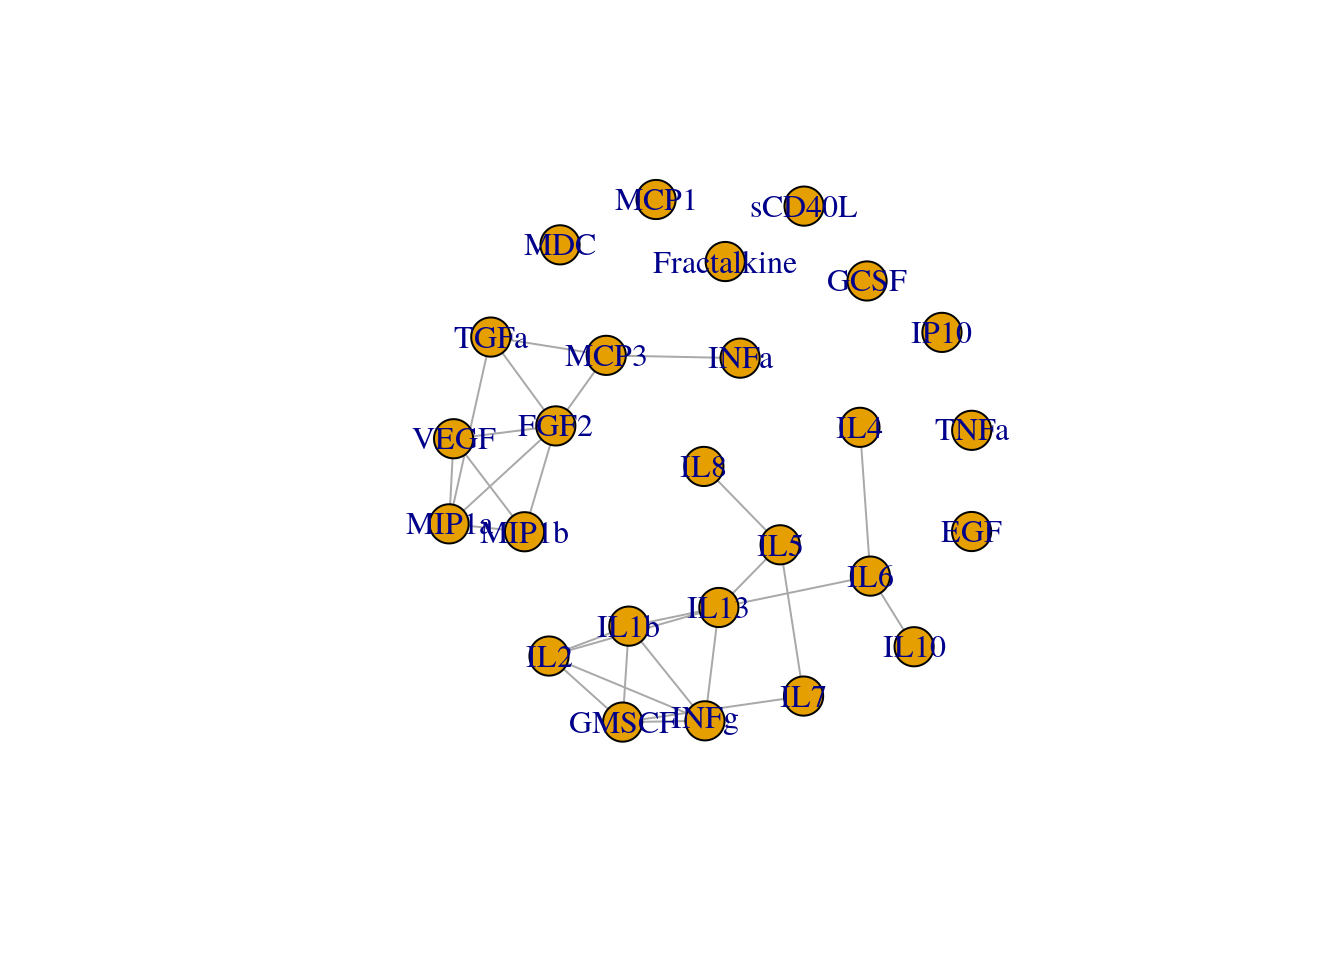 MCP1
sCD40L
MDC
Fractalkine
GCSF
IP10
TGFa
MCP3
INFa
FGF2
VEGF
IL4
TNFa
IL8
MIP1a
MIP1b
EGF
IL5
IL6
IL13
IL1b
IL10
IL2
IL7
GMSCF
INFg